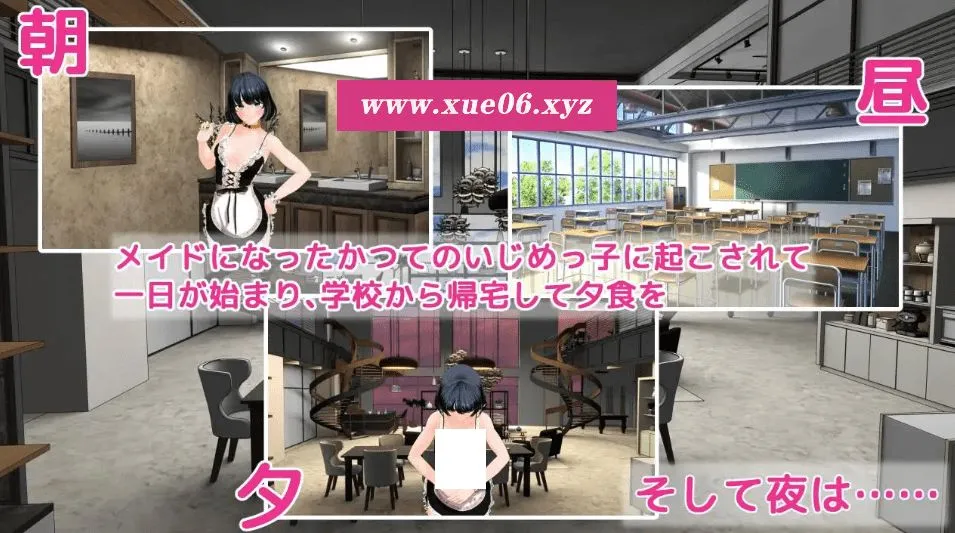 朝
www.xue06.xyz
昼
メイドになったかつてのいじめっ子に起こされて
一日が始まり、学校から帰宅して夕食を
夕
そして夜は……